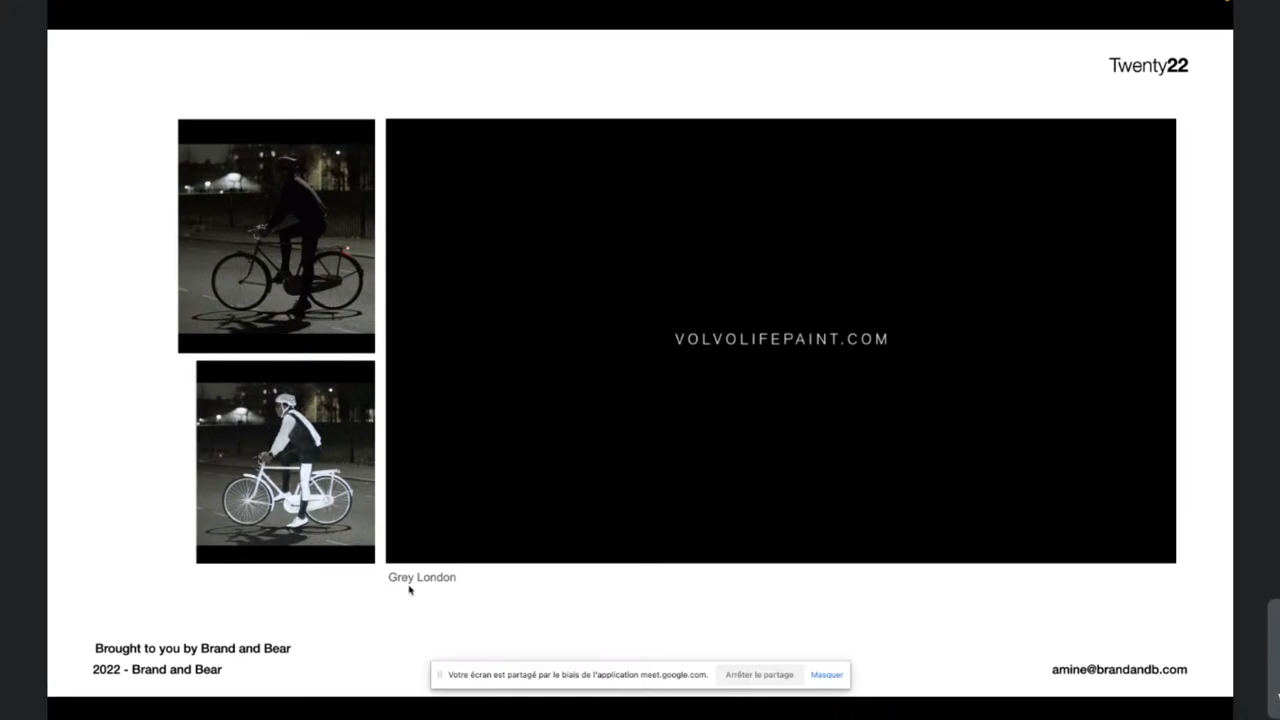 Twenty22
VOLVOLIFEPAINT.COM
Grey London
Brought to you by Brand and Bear
2022 - Brand and Bear
Votre écran est partagé par le biais de l'application meet.google.com.
Arrêter le partage
Masquer
amine@brandandb.com